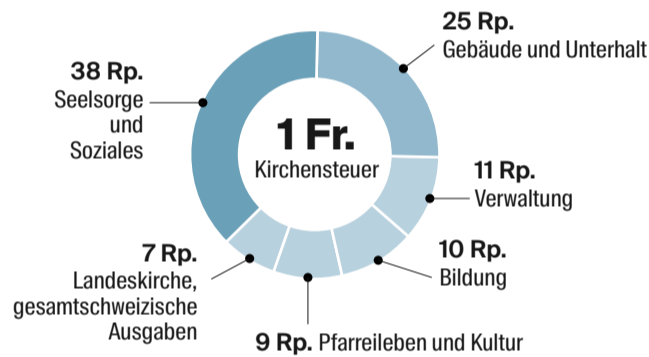 25 Rp.
Gebäude und Unterhalt
38 Rp.
Seelsorge
und
Soziales
1 Fr.
Kirchensteuer
11 Rp.
Verwaltung
10 Rp.
Bildung
7 Rp.
Landeskirche,
gesamtschweizische
Ausgaben
9 Rp. Pfarreileben und Kultur